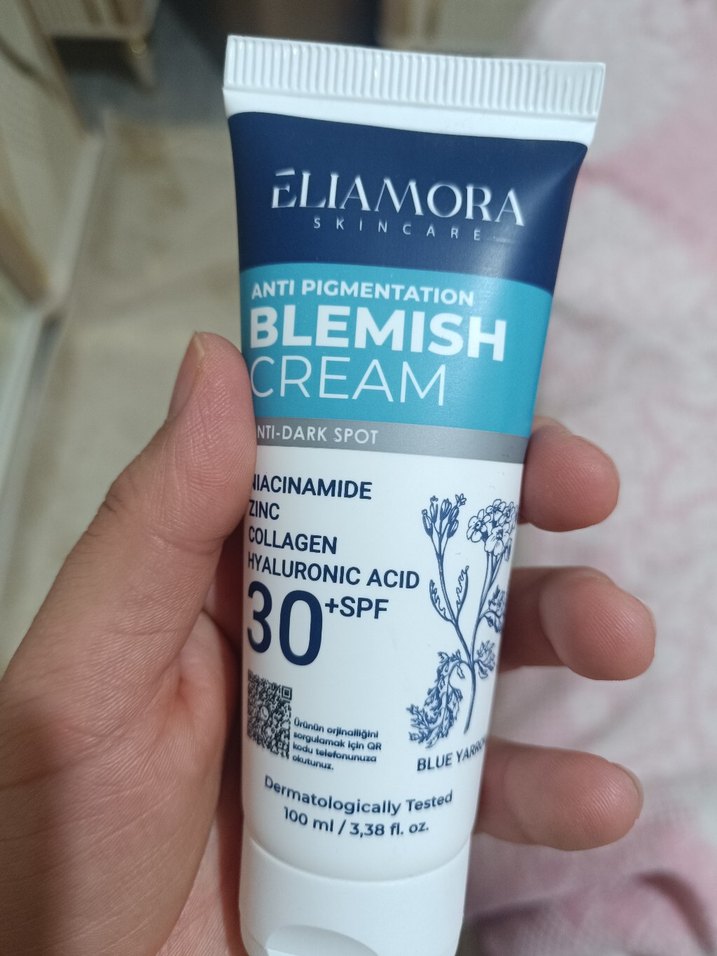 ĒLIAMORA
SKINCARE
ANTI PIGMENTATION
BLEMISH
CREAM
NTI-DARK SPOT
NIACINAMIDE
ZINC
COLLAGEN
HYALURONIC ACID
30+SPF
Ürünün orjinalliğini
sorgulamak için QR
kodu telefonunuza
okutunuz.
BLUE YARROW
Dermatologically Tested
100 ml / 3,38 fl. oz.